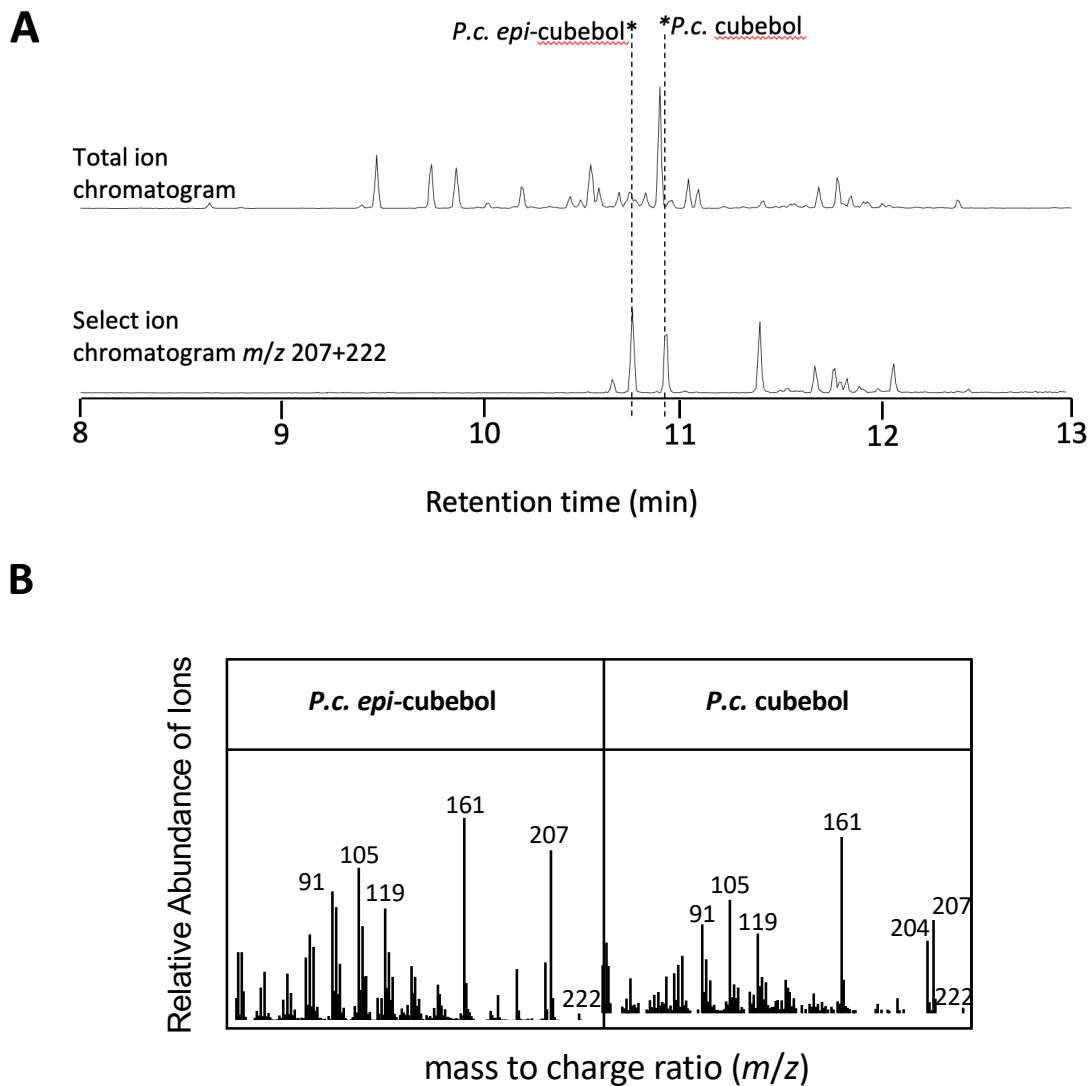 A
P.c. epi-cubebol*
*P.c. cubebol
Total ion
chromatogram
Select ion
chromatogram m/z 207+222
8 9 10 11 12 13
Retention time (min)
B
Relative Abundance of Ions
P.c. epi-cubebol
P.c. cubebol
91
105
119
161
207
222
91
105
119
161
204
207
222
mass to charge ratio (m/z)